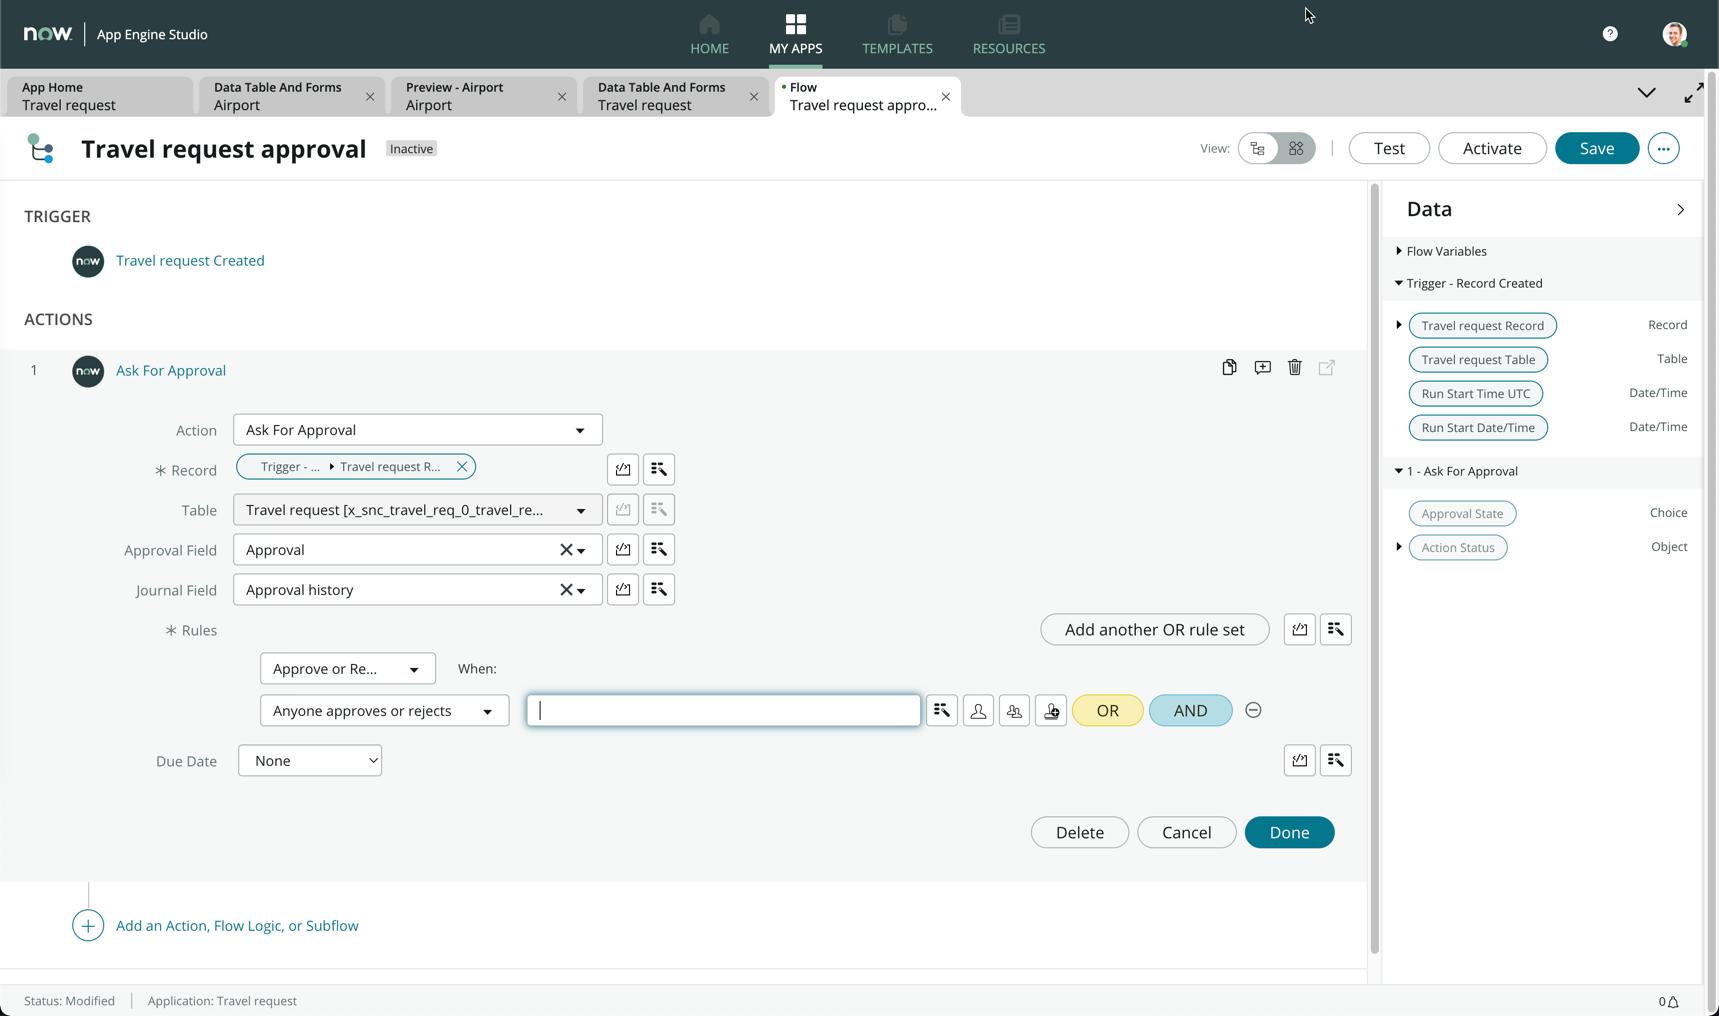 now. App Engine Studio
HOME MY APPS TEMPLATES RESOURCES
?
App Home
Travel request
Data Table And Forms
Airport
Preview - Airport
Airport
Data Table And Forms
Travel request
Flow
Travel request appro...
Travel request approval Inactive
View: Test Activate Save ...
TRIGGER
now Travel request Created
ACTIONS
1 now Ask For Approval
Action Ask For Approval
* Record Trigger - ... Travel request R...
Table Travel request [x_snc_travel_req_0_travel_re...
Approval Field Approval
Journal Field Approval history
* Rules Add another OR rule set
Approve or Re... When:
Anyone approves or rejects OR AND
Due Date None
Delete Cancel Done
Add an Action, Flow Logic, or Subflow
Data
Flow Variables
Trigger - Record Created
Travel request Record Record
Travel request Table Table
Run Start Time UTC Date/Time
Run Start Date/Time Date/Time
1 - Ask For Approval
Approval State Choice
Action Status Object
Status: Modified Application: Travel request 0